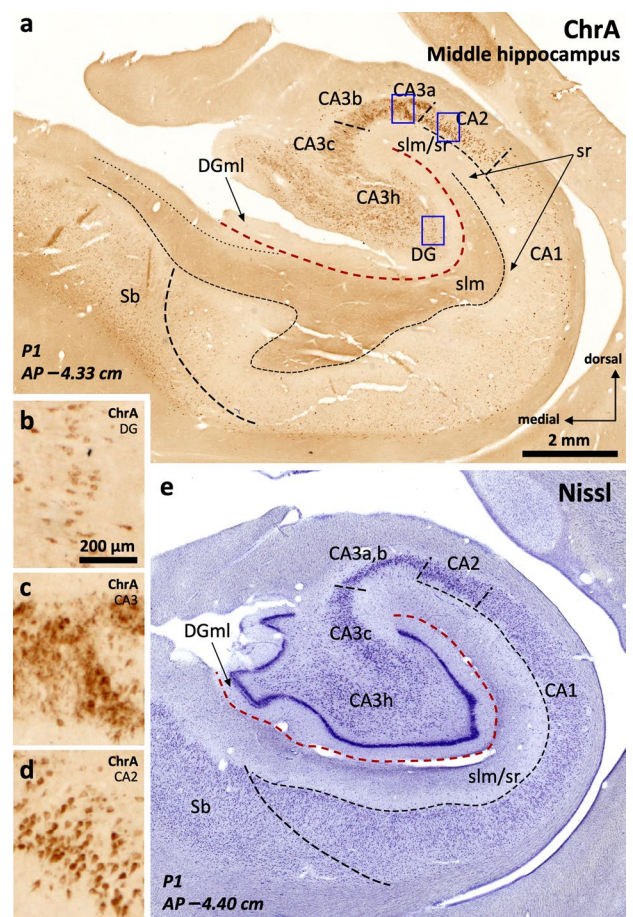 a
ChrA
Middle hippocampus
CA3a
CA3b
CA2
slm/sr
CA3c
sr
DGml
CA3h
DG
CA1
slm
Sb
P1
AP −4.33 cm
dorsal
medial
2 mm
b
ChrA
DG
200 µm
c
ChrA
CA3
d
ChrA
CA2
e
Nissl
CA3a,b
CA2
DGml
CA3c
CA3h
CA1
slm/sr
Sb
P1
AP −4.40 cm